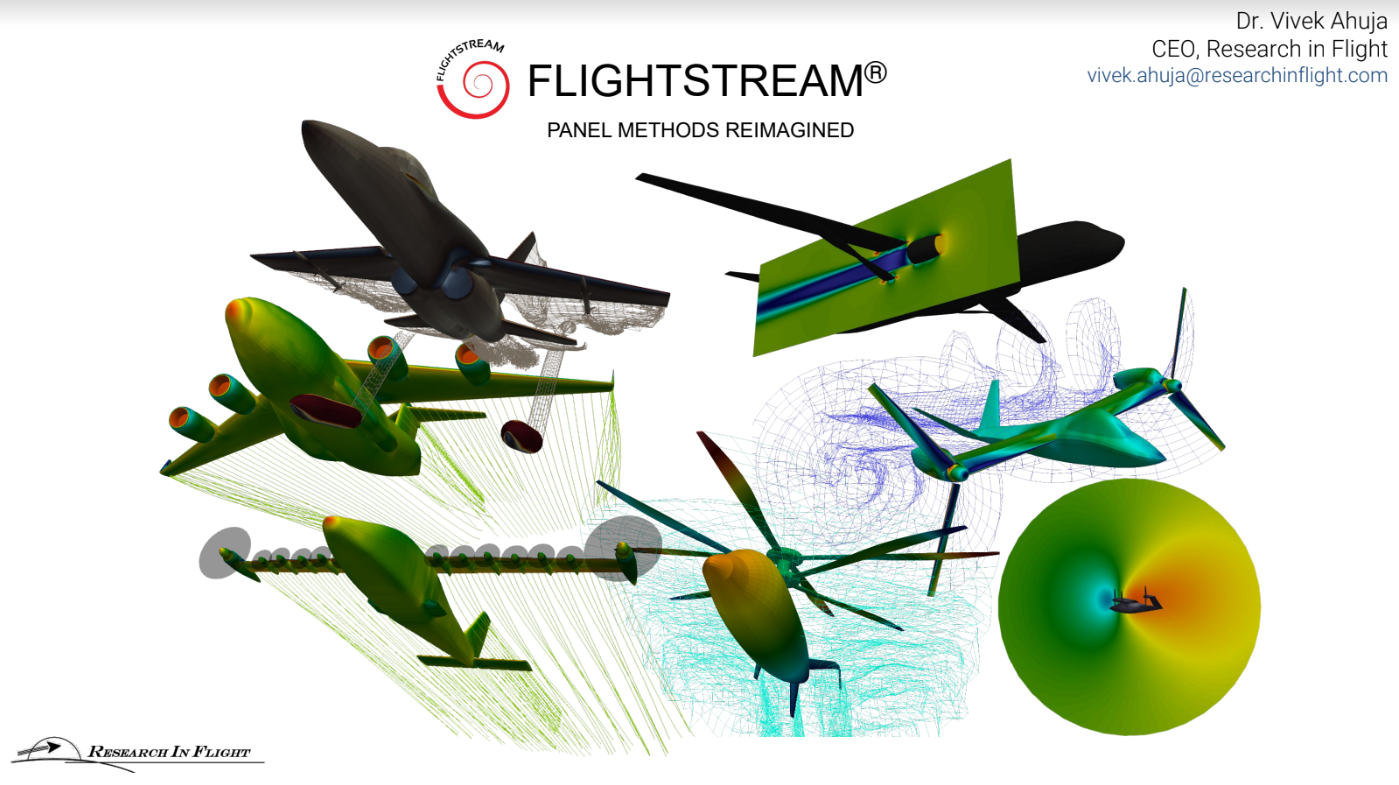 Dr. Vivek Ahuja
CEO, Research in Flight
vivek.ahuja@researchinflight.com
FLIGHTSTREAM
FLIGHTSTREAM®
PANEL METHODS REIMAGINED
RESEARCH IN FLIGHT